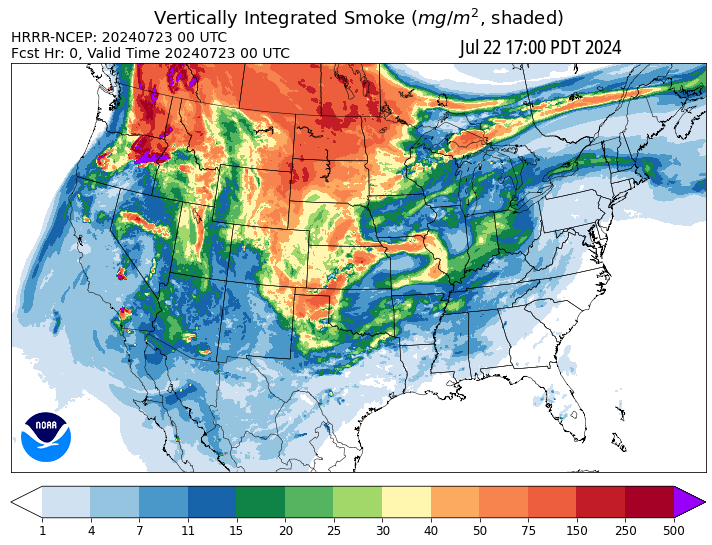 Vertically Integrated Smoke (mg/m², shaded)
HRRR-NCEP: 20240723 00 UTC
Fcst Hr: 0, Valid Time 20240723 00 UTC
Jul 22 17:00 PDT 2024
NOAA
1 4 7 11 15 20 25 30 40 50 75 150 250 500